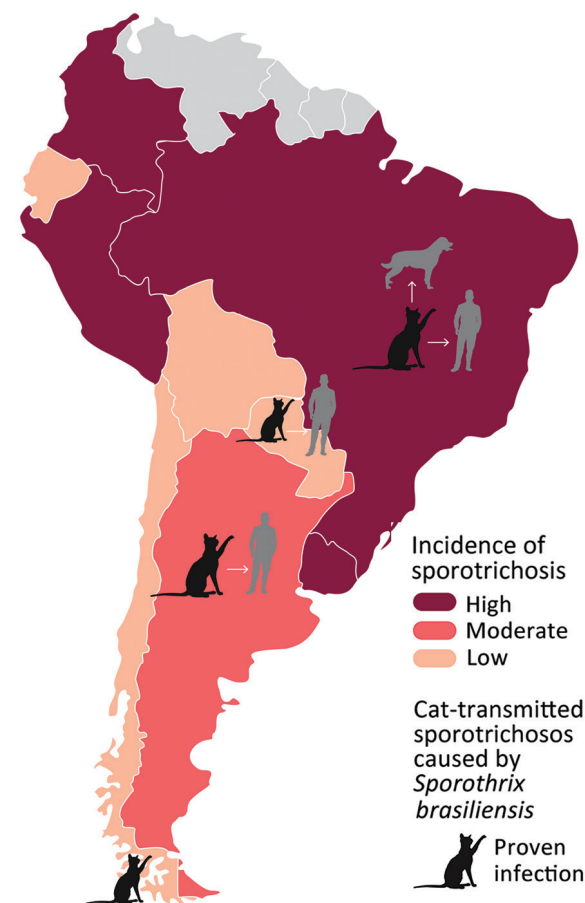 Incidence of
sporotrichosis
High
Moderate
Low
Cat-transmitted
sporotrichosos
caused by
Sporothrix
brasiliensis
Proven
infection